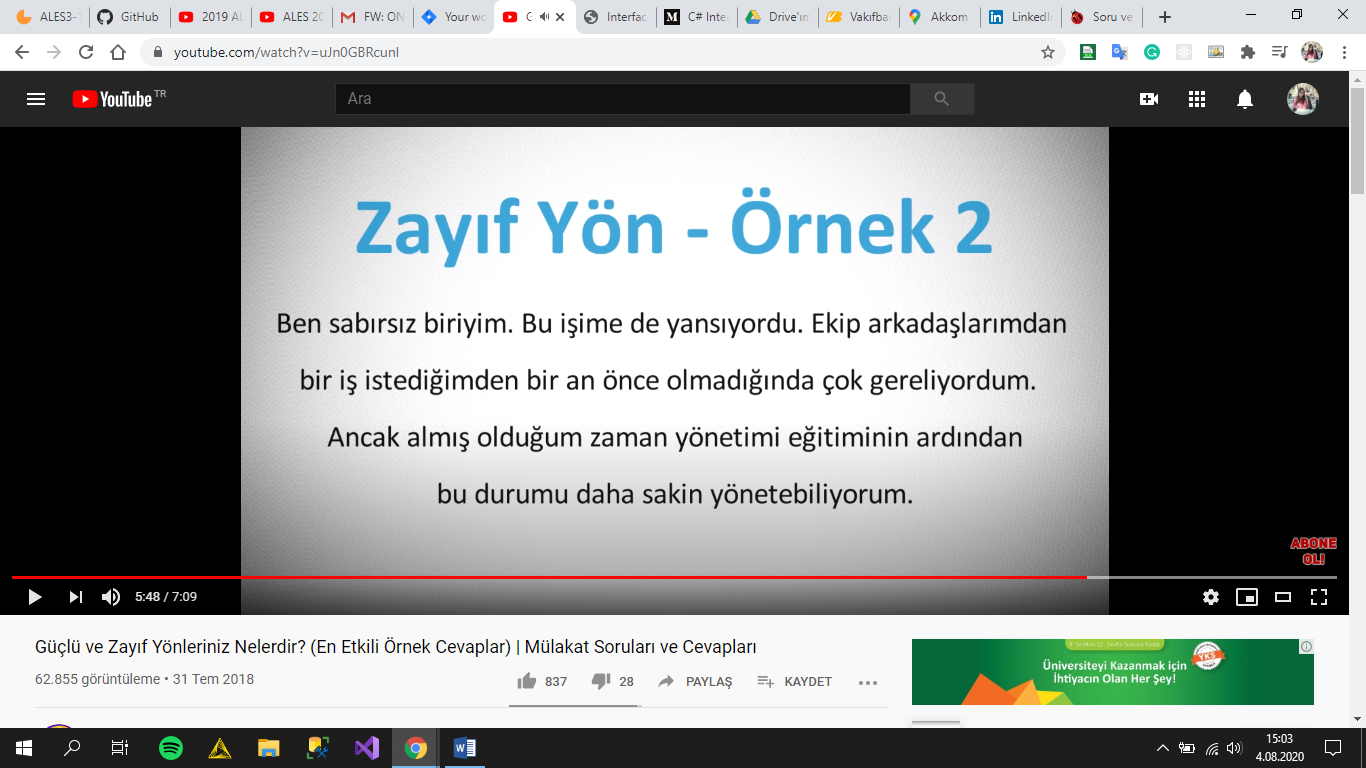 ALES3-
GitHub
2019 AL
ALES 20
FW: ON
Your wo
G
Interfac
C# Inte
Drive'ın
Vakıfba
Akkom
LinkedIn
Soru ve
youtube.com/watch?v=uJn0GBRcunI
YouTube TR
Ara
Zayıf Yön - Örnek 2
Ben sabırsız biriyim. Bu işime de yansıyordu. Ekip arkadaşlarımdan
bir iş istediğimden bir an önce olmadığında çok gereliyordum.
Ancak almış olduğum zaman yönetimi eğitiminin ardından
bu durumu daha sakin yönetebiliyorum.
ABONE
OL!
5:48 / 7:09
Güçlü ve Zayıf Yönleriniz Nelerdir? (En Etkili Örnek Cevaplar) | Mülakat Soruları ve Cevapları
62.855 görüntüleme • 31 Tem 2018
837
28
PAYLAŞ
KAYDET
Üniversiteyi Kazanmak için
İhtiyacın Olan Her Şey!
YKS
15:03
4.08.2020